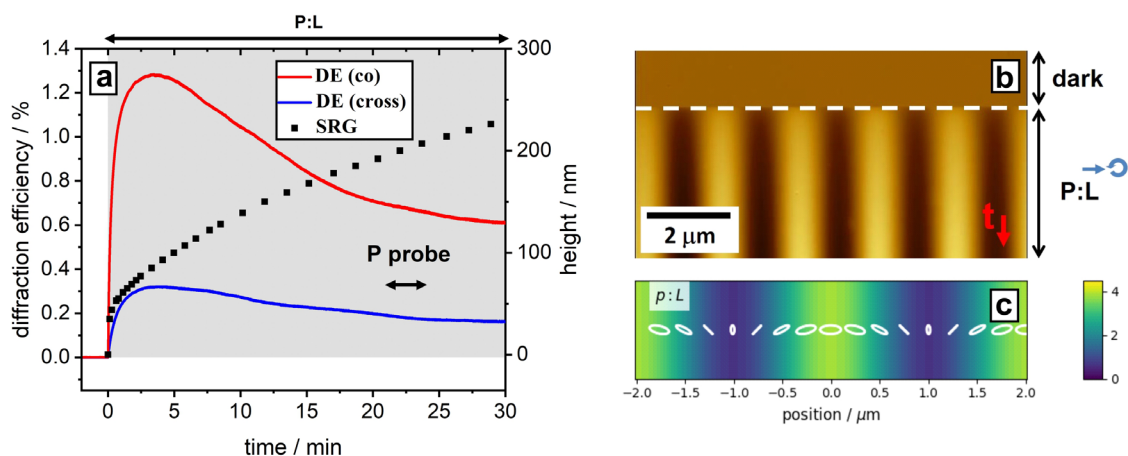 P:L
a
diffraction efficiency / %
1.4
1.2
1.0
0.8
0.6
0.4
0.2
0.0
DE (co)
DE (cross)
SRG
P probe
300
200
100
0
height / nm
0 5 10 15 20 25 30
time / min
b
dark
P:L
t
2 µm
c
p:L
4
2
0
−2.0 −1.5 −1.0 −0.5 0.0 0.5 1.0 1.5 2.0
position / µm